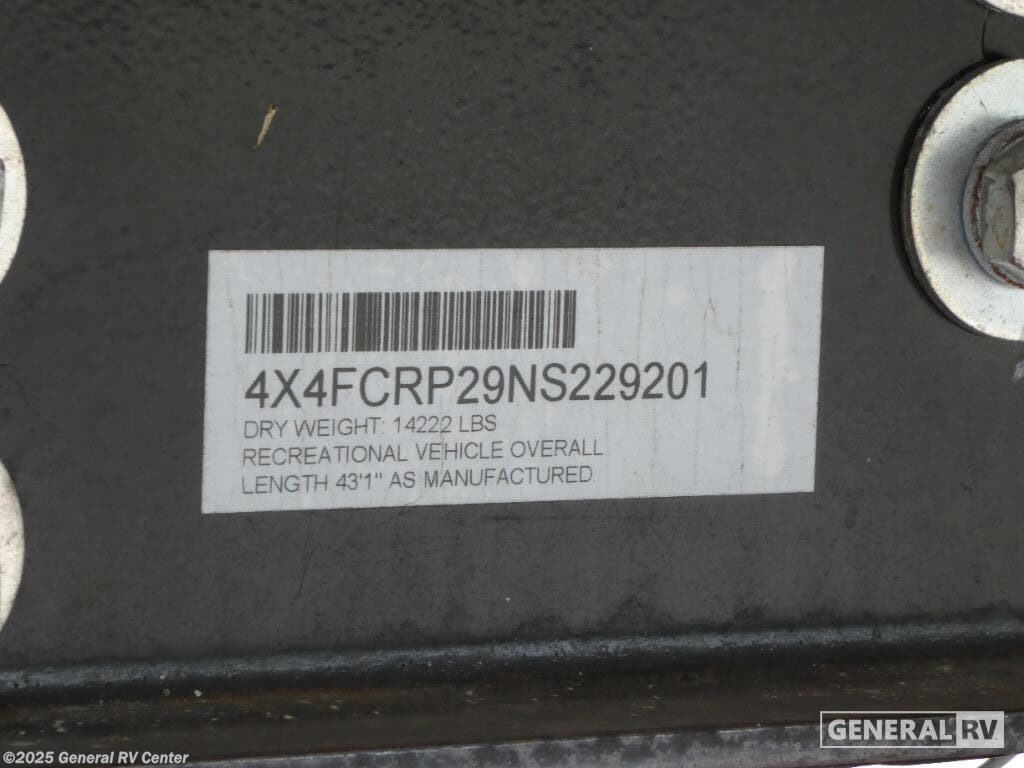 4X4FCRP29NS229201
DRY WEIGHT: 14222 LBS
RECREATIONAL VEHICLE OVERALL
LENGTH 43'1" AS MANUFACTURED
GENERAL RV
©2025 General RV Center